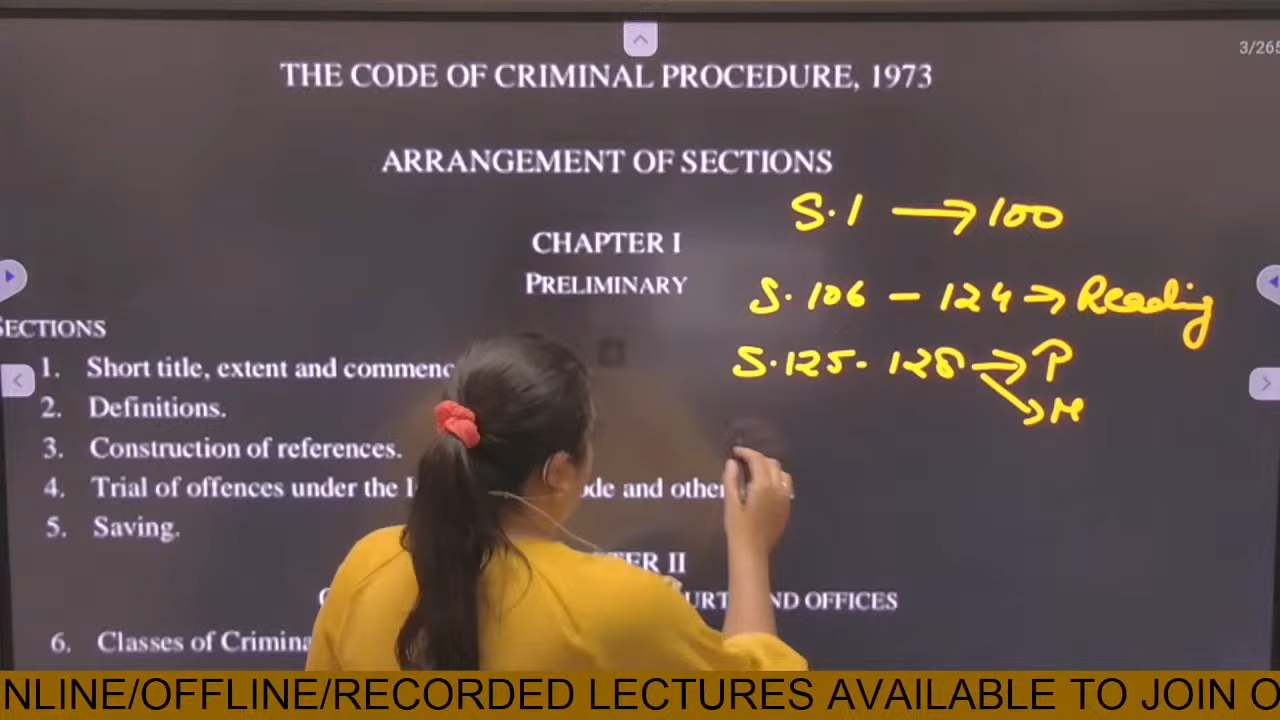 3/265
THE CODE OF CRIMINAL PROCEDURE, 1973
ARRANGEMENT OF SECTIONS
S.1 → 100
CHAPTER I
PRELIMINARY
S. 106 – 124 → Reading
SECTIONS
S.125 - 128 → P
→ M
1. Short title, extent and commenc
2. Definitions.
3. Construction of references.
4. Trial of offences under the I ode and other
5. Saving.
TER II
URT ND OFFICES
6. Classes of Crimina
NLINE/OFFLINE/RECORDED LECTURES AVAILABLE TO JOIN O